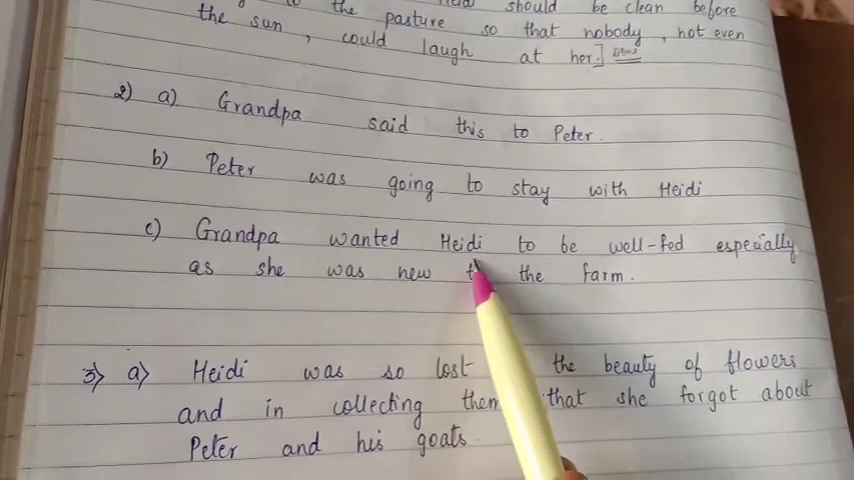 to the should be clean before
the sun, could pasture so that nobody, not even
laugh at her.]
2) a) Grandpa said this to Peter.
b) Peter was going to stay with Heidi
c) Grandpa wanted Heidi to be well-fed especially
as she was new the farm.
3) a) Heidi was so lost the beauty of flowers
and in collecting them that she forgot about
Peter and his goats.